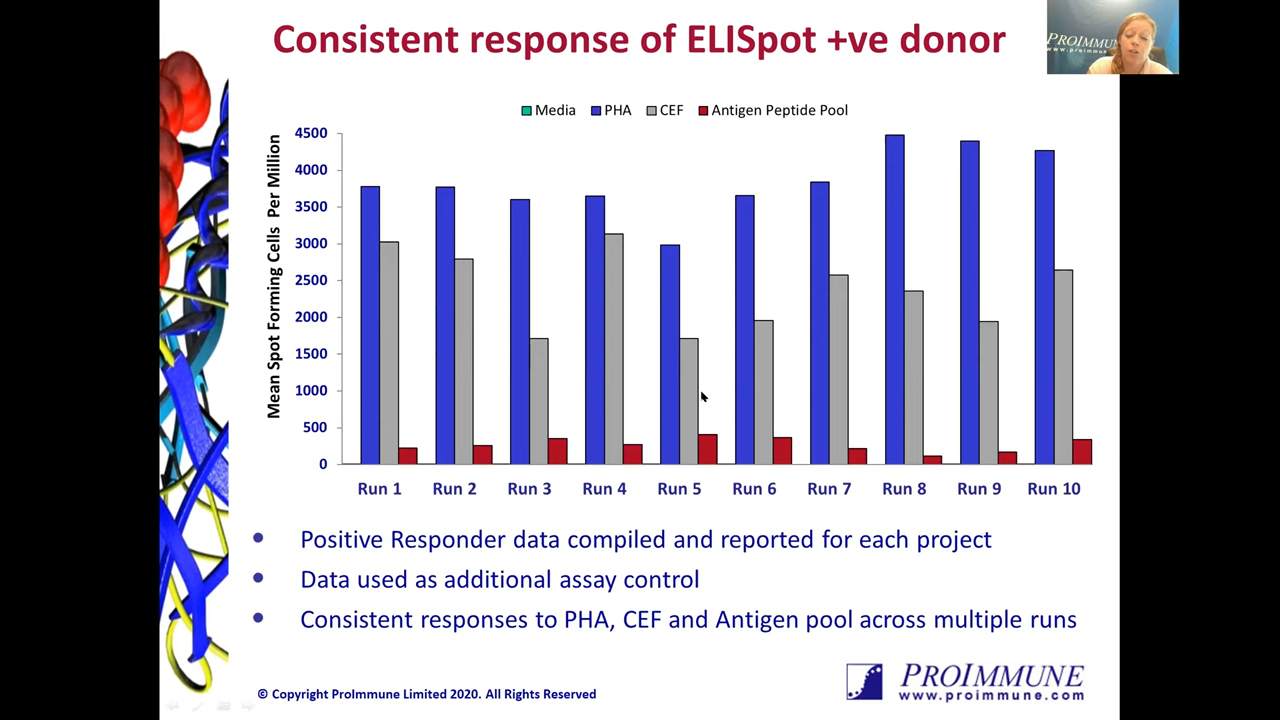 Consistent response of ELISpot +ve donor
PROIMMUNE
www.proimmune
Media PHA CEF Antigen Peptide Pool
Mean Spot Forming Cells Per Million
4500
4000
3500
3000
2500
2000
1500
1000
500
0
Run 1 Run 2 Run 3 Run 4 Run 5 Run 6 Run 7 Run 8 Run 9 Run 10
• Positive Responder data compiled and reported for each project
• Data used as additional assay control
• Consistent responses to PHA, CEF and Antigen pool across multiple runs
© Copyright ProImmune Limited 2020. All Rights Reserved
PROIMMUNE
www.proimmune.com